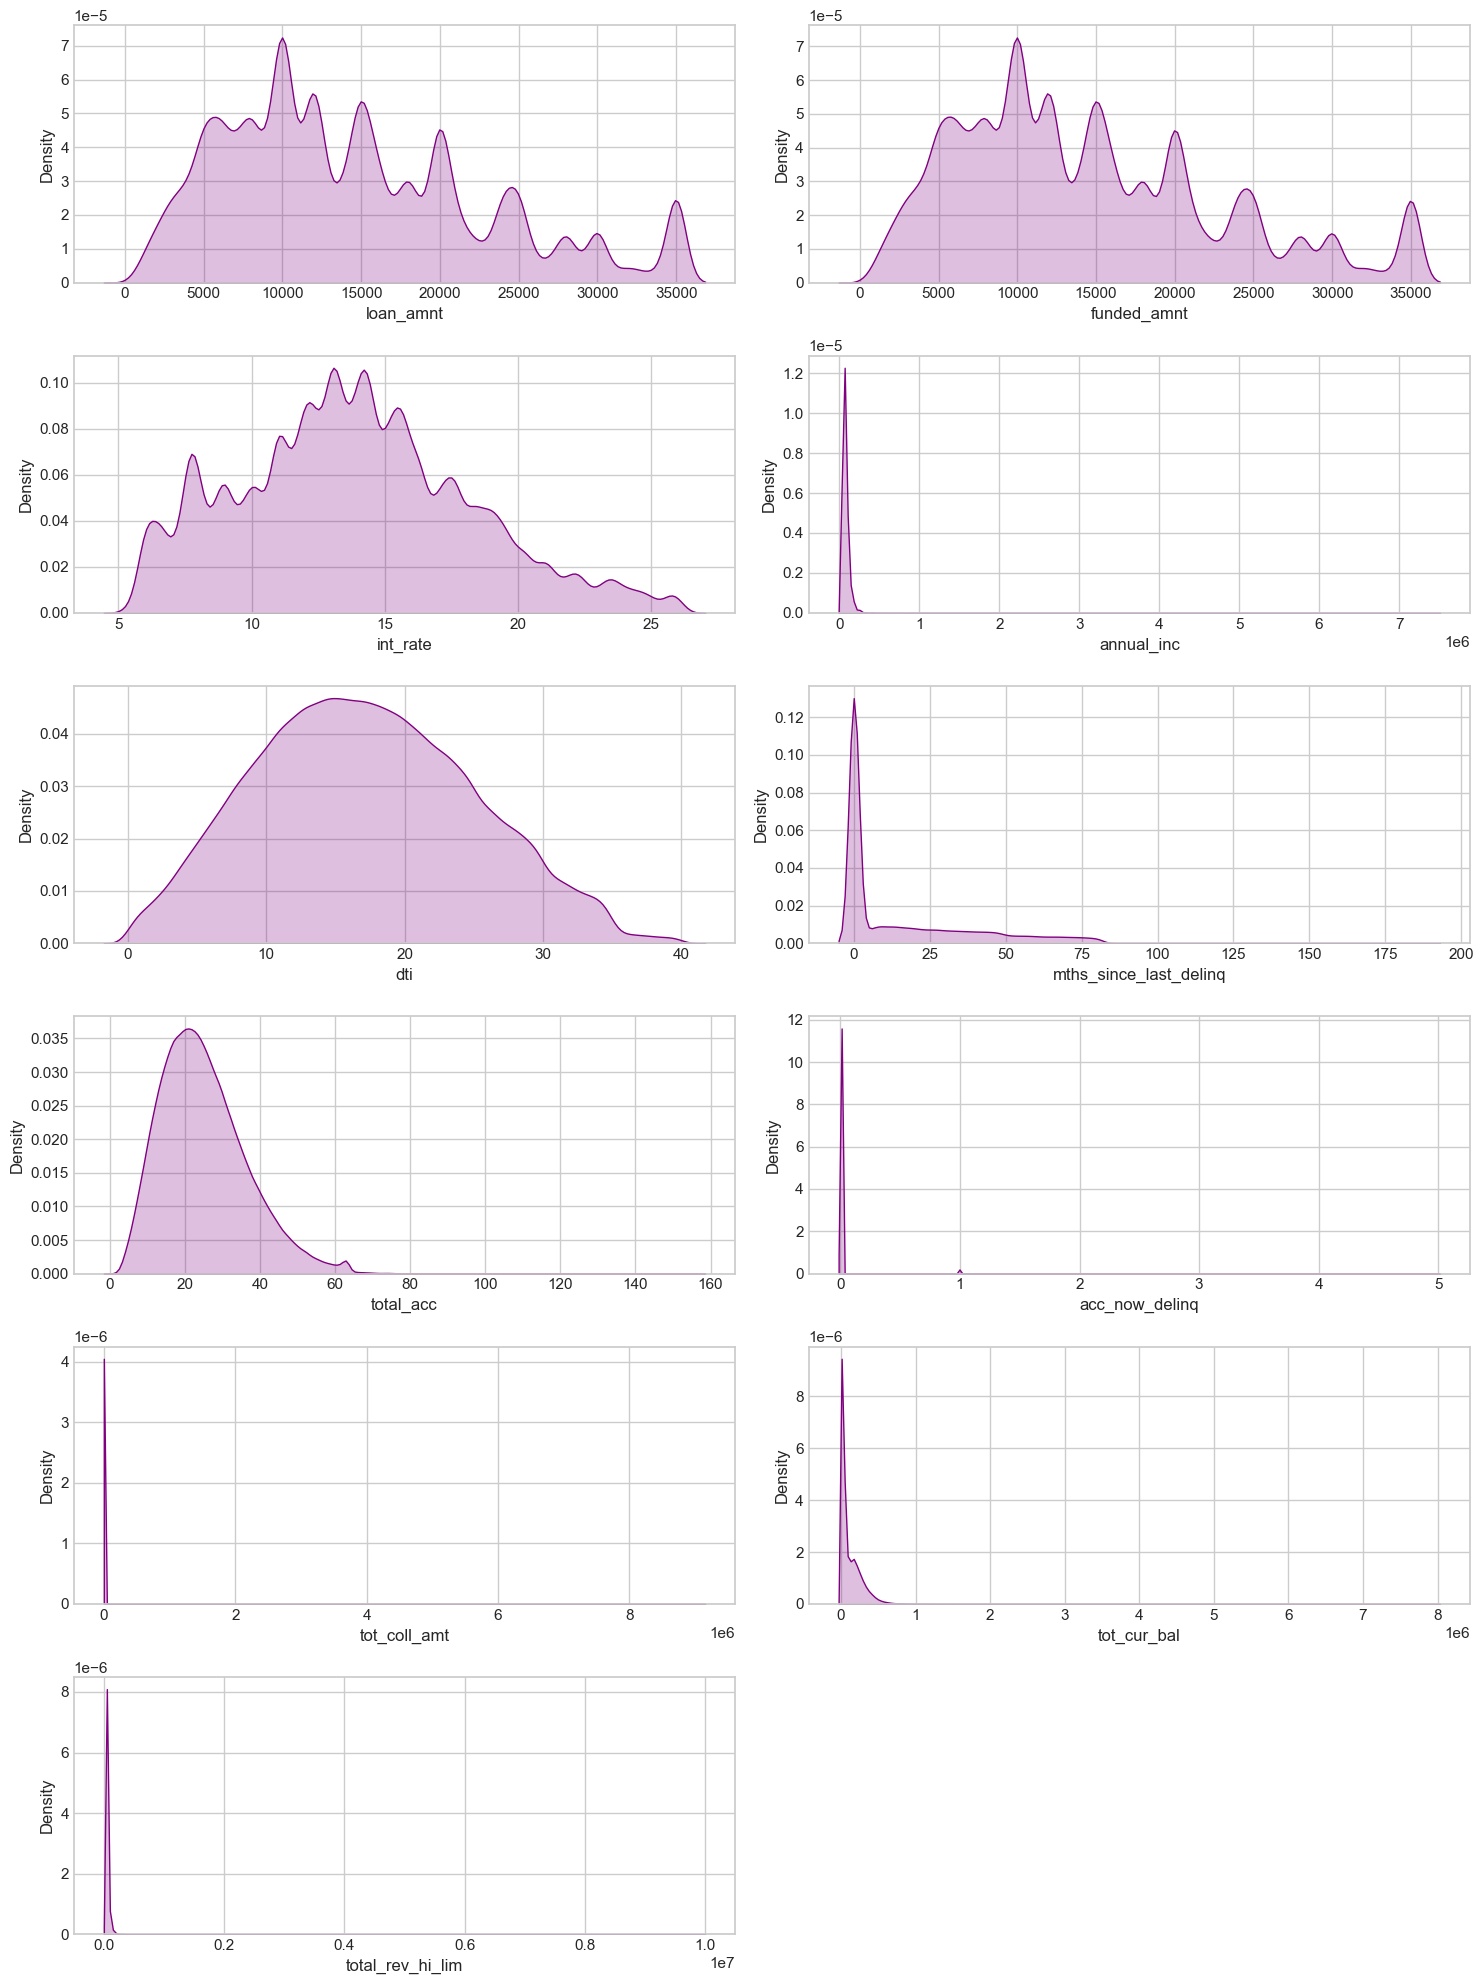 1e−5
7
6
5
4
3
2
1
0
Density
0 5000 10000 15000 20000 25000 30000 35000
loan_amnt
1e−5
7
6
5
4
3
2
1
0
Density
0 5000 10000 15000 20000 25000 30000 35000
funded_amnt
0.10
0.08
0.06
0.04
0.02
0.00
Density
5 10 15 20 25
int_rate
1e−5
1.2
1.0
0.8
0.6
0.4
0.2
0.0
Density
0 1 2 3 4 5 6 7
1e6
annual_inc
0.04
0.03
0.02
0.01
0.00
Density
0 10 20 30 40
dti
0.12
0.10
0.08
0.06
0.04
0.02
0.00
Density
0 25 50 75 100 125 150 175 200
mths_since_last_delinq
0.035
0.030
0.025
0.020
0.015
0.010
0.005
0.000
Density
0 20 40 60 80 100 120 140 160
total_acc
12
10
8
6
4
2
0
Density
0 1 2 3 4 5
acc_now_delinq
1e−6
4
3
2
1
0
Density
0 2 4 6 8
1e6
tot_coll_amt
1e−6
8
6
4
2
0
Density
0 1 2 3 4 5 6 7 8
1e6
tot_cur_bal
1e−6
8
6
4
2
0
Density
0.0 0.2 0.4 0.6 0.8 1.0
1e7
total_rev_hi_lim